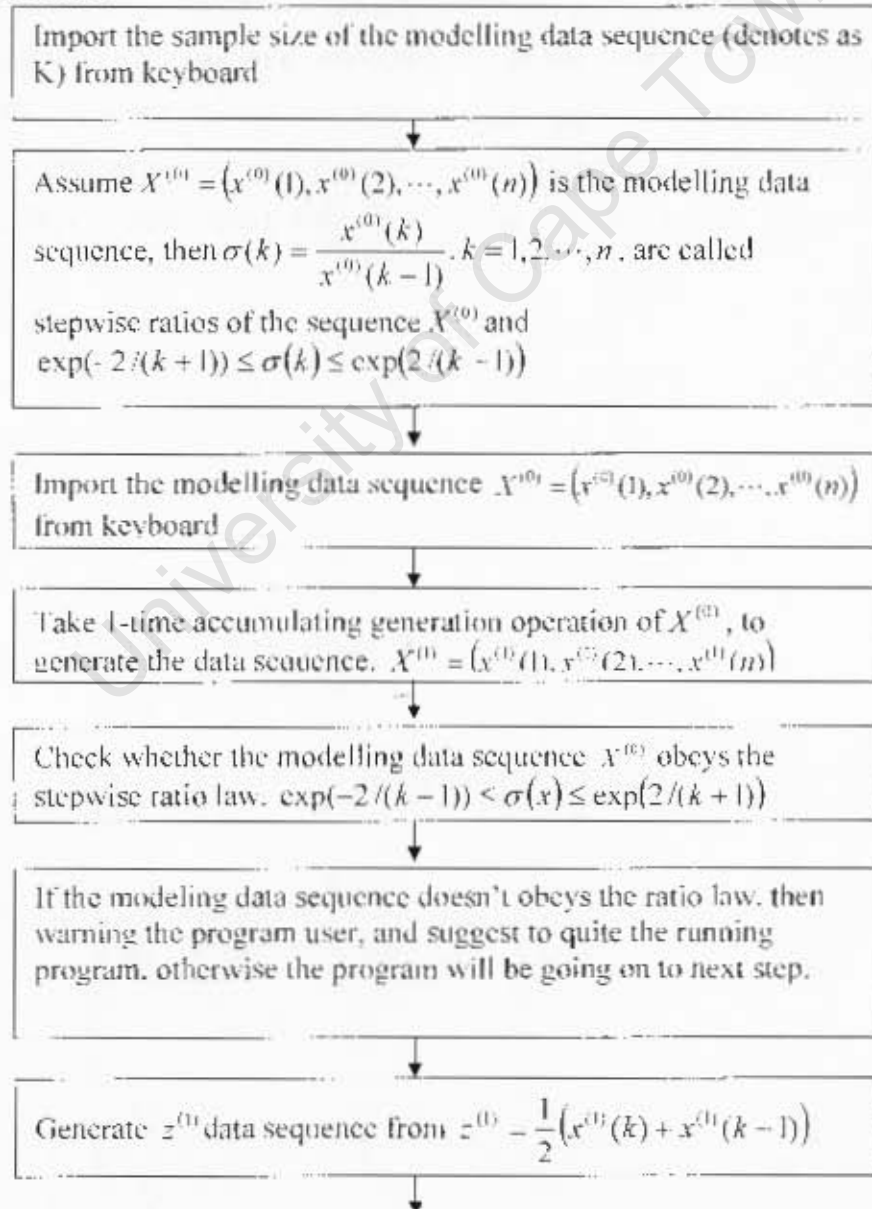 Import the sample size of the modelling data sequence (denotes as
K) from keyboard
Assume X^(0) = (x^(0)(1), x^(0)(2), ⋯, x^(0)(n)) is the modelling data
sequence, then σ(k) = x^(0)(k) / x^(0)(k − 1) . k = 1,2,⋯, n. are called
stepwise ratios of the sequence X^(0) and
exp(- 2/(k + 1)) ≤ σ(k) ≤ exp(2/(k - 1))
Import the modelling data sequence X^(0) = (x^(0)(1), x^(0)(2), ⋯, x^(0)(n))
from keyboard
Take 1-time accumulating generation operation of X^(0), to
generate the data sequence. X^(1) = (x^(1)(1), x^(1)(2), ⋯, x^(1)(n))
Check whether the modelling data sequence X^(0) obeys the
stepwise ratio law. exp(−2/(k − 1)) < σ(x) ≤ exp(2/(k + 1))
If the modeling data sequence doesn't obeys the ratio law. then
warning the program user, and suggest to quite the running
program. otherwise the program will be going on to next step.
Generate z^(1) data sequence from z^(1) = 1/2 (x^(1)(k) + x^(1)(k − 1))
University of Cape Town